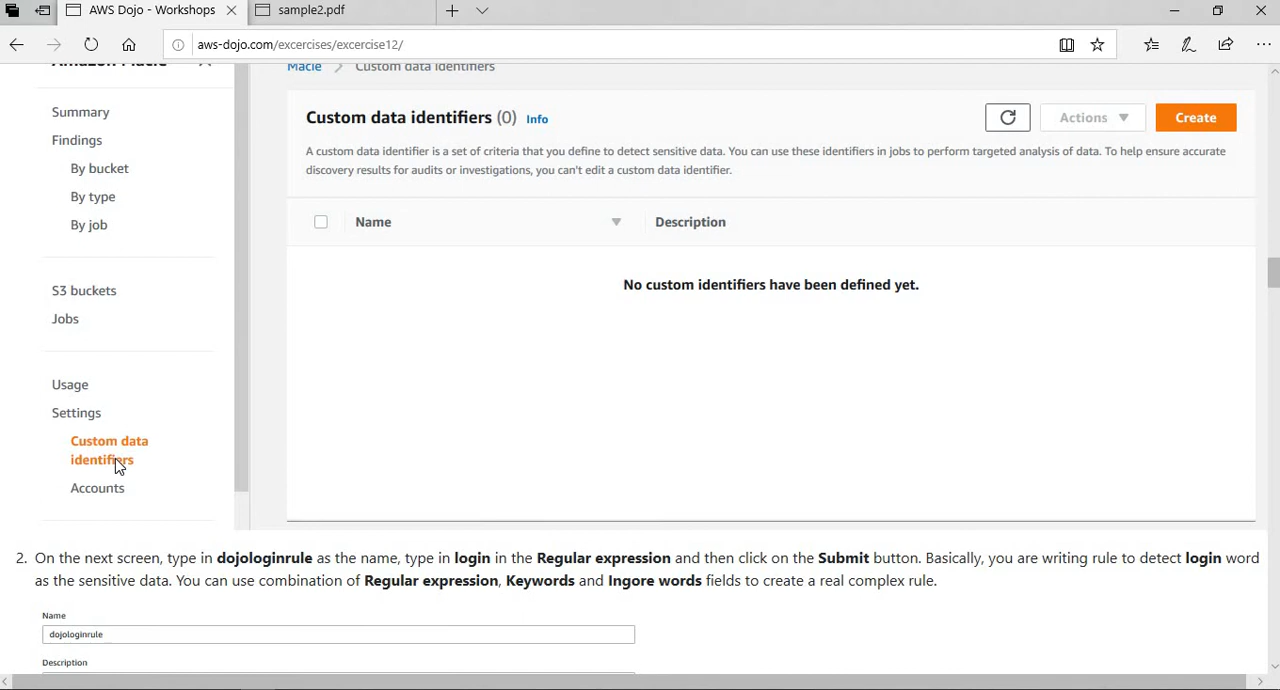 AWS Dojo - Workshops
sample2.pdf
aws-dojo.com/excercises/excercise12/
Amazon Macie
Macie
Custom data identifiers
Summary
Findings
By bucket
By type
By job
S3 buckets
Jobs
Usage
Settings
Custom data
identifiers
Accounts
Custom data identifiers (0) Info
Actions
Create
A custom data identifier is a set of criteria that you define to detect sensitive data. You can use these identifiers in jobs to perform targeted analysis of data. To help ensure accurate
discovery results for audits or investigations, you can't edit a custom data identifier.
Name
Description
No custom identifiers have been defined yet.
2. On the next screen, type in dojologinrule as the name, type in login in the Regular expression and then click on the Submit button. Basically, you are writing rule to detect login word
as the sensitive data. You can use combination of Regular expression, Keywords and Ingore words fields to create a real complex rule.
Name
dojologinrule
Description